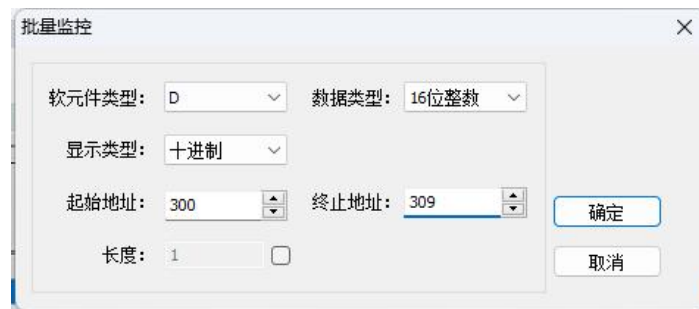 批量监控
软元件类型： D 数据类型： 16位整数
显示类型： 十进制
起始地址： 300 终止地址： 309
确定
长度： 1
取消